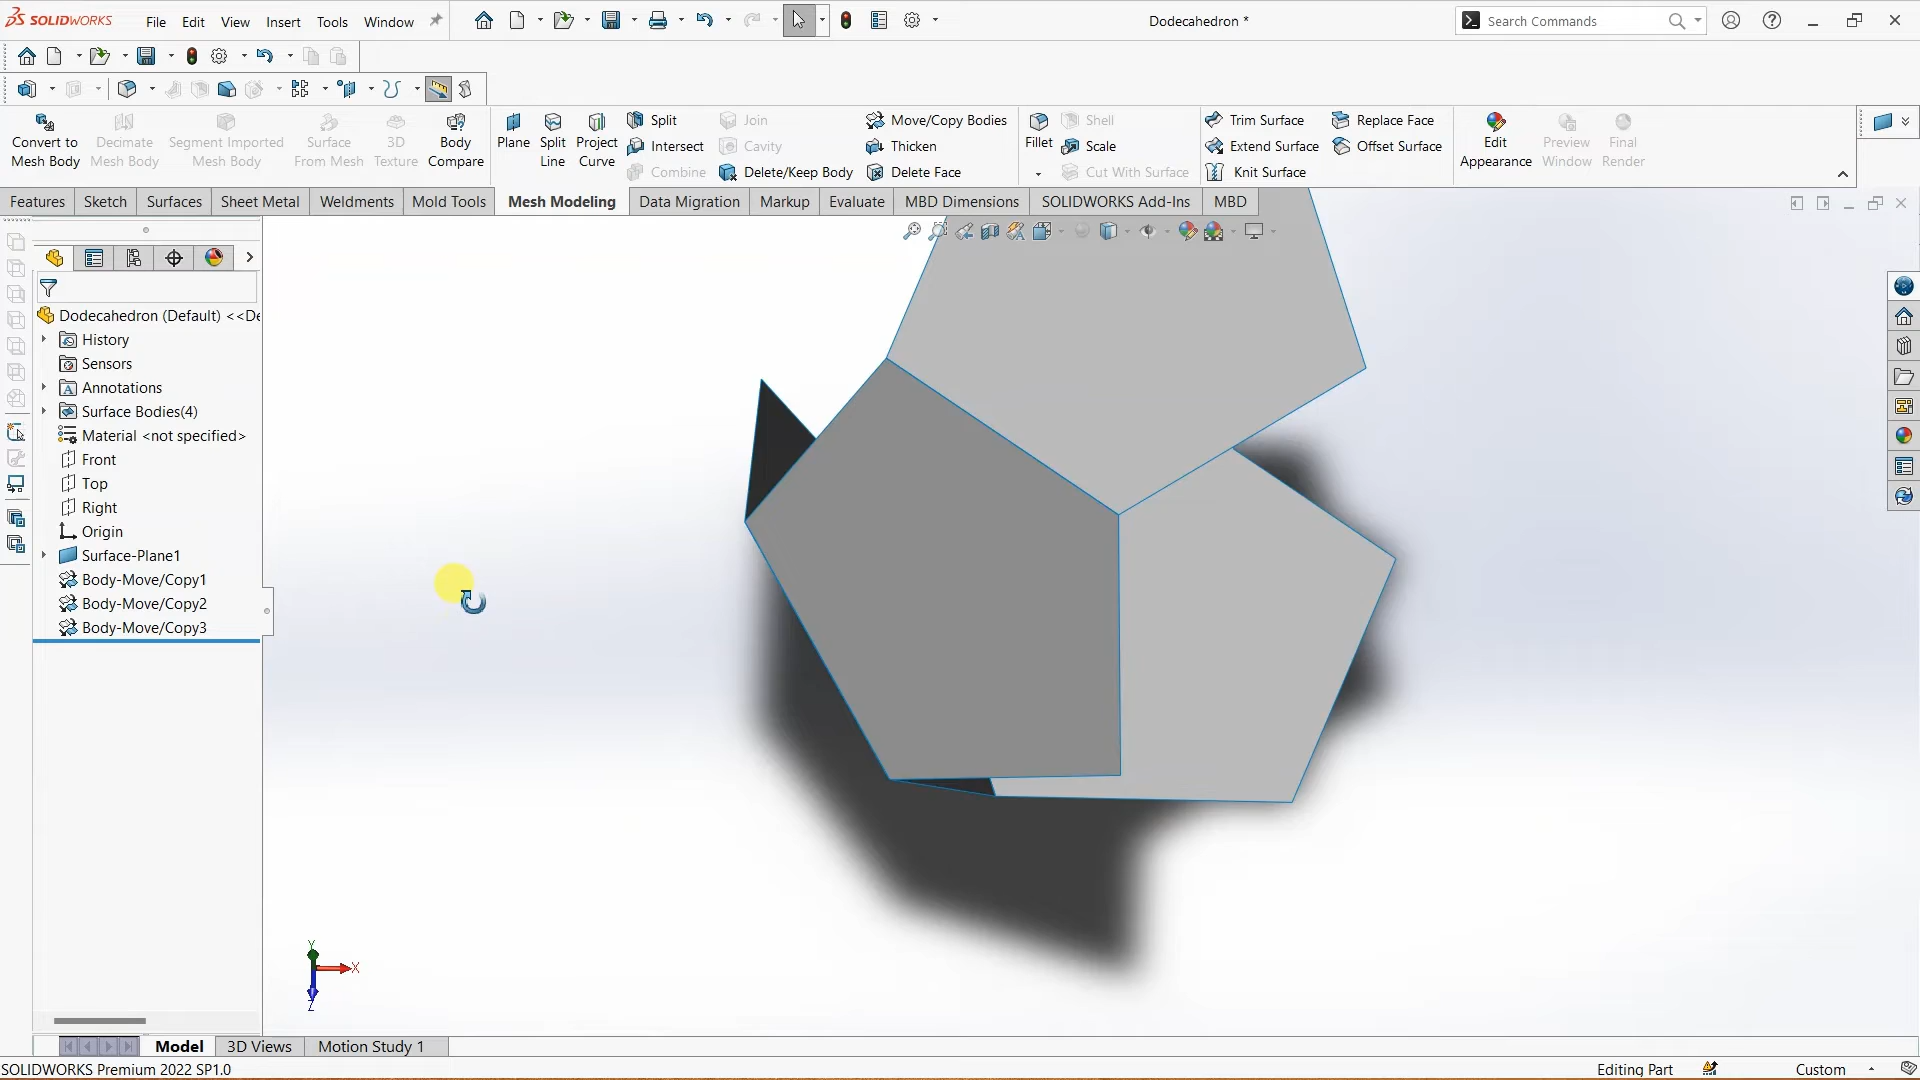 SOLIDWORKS File Edit View Insert Tools Window Dodecahedron * Search Commands
Convert to Mesh Body
Decimate Mesh Body
Segment Imported Mesh Body
Surface From Mesh
3D Texture
Body Compare
Plane
Split Line
Project Curve
Split
Intersect
Combine
Join
Cavity
Delete/Keep Body
Move/Copy Bodies
Thicken
Delete Face
Fillet
Shell
Scale
Cut With Surface
Trim Surface
Extend Surface
Knit Surface
Replace Face
Offset Surface
Edit Appearance
Preview Window
Final Render
Features Sketch Surfaces Sheet Metal Weldments Mold Tools Mesh Modeling Data Migration Markup Evaluate MBD Dimensions SOLIDWORKS Add-Ins MBD
Dodecahedron (Default) <<De
History
Sensors
A Annotations
Surface Bodies(4)
Material <not specified>
Front
Top
Right
Origin
Surface-Plane1
Body-Move/Copy1
Body-Move/Copy2
Body-Move/Copy3
Y
X
Z
Model 3D Views Motion Study 1
SOLIDWORKS Premium 2022 SP1.0 Editing Part Custom